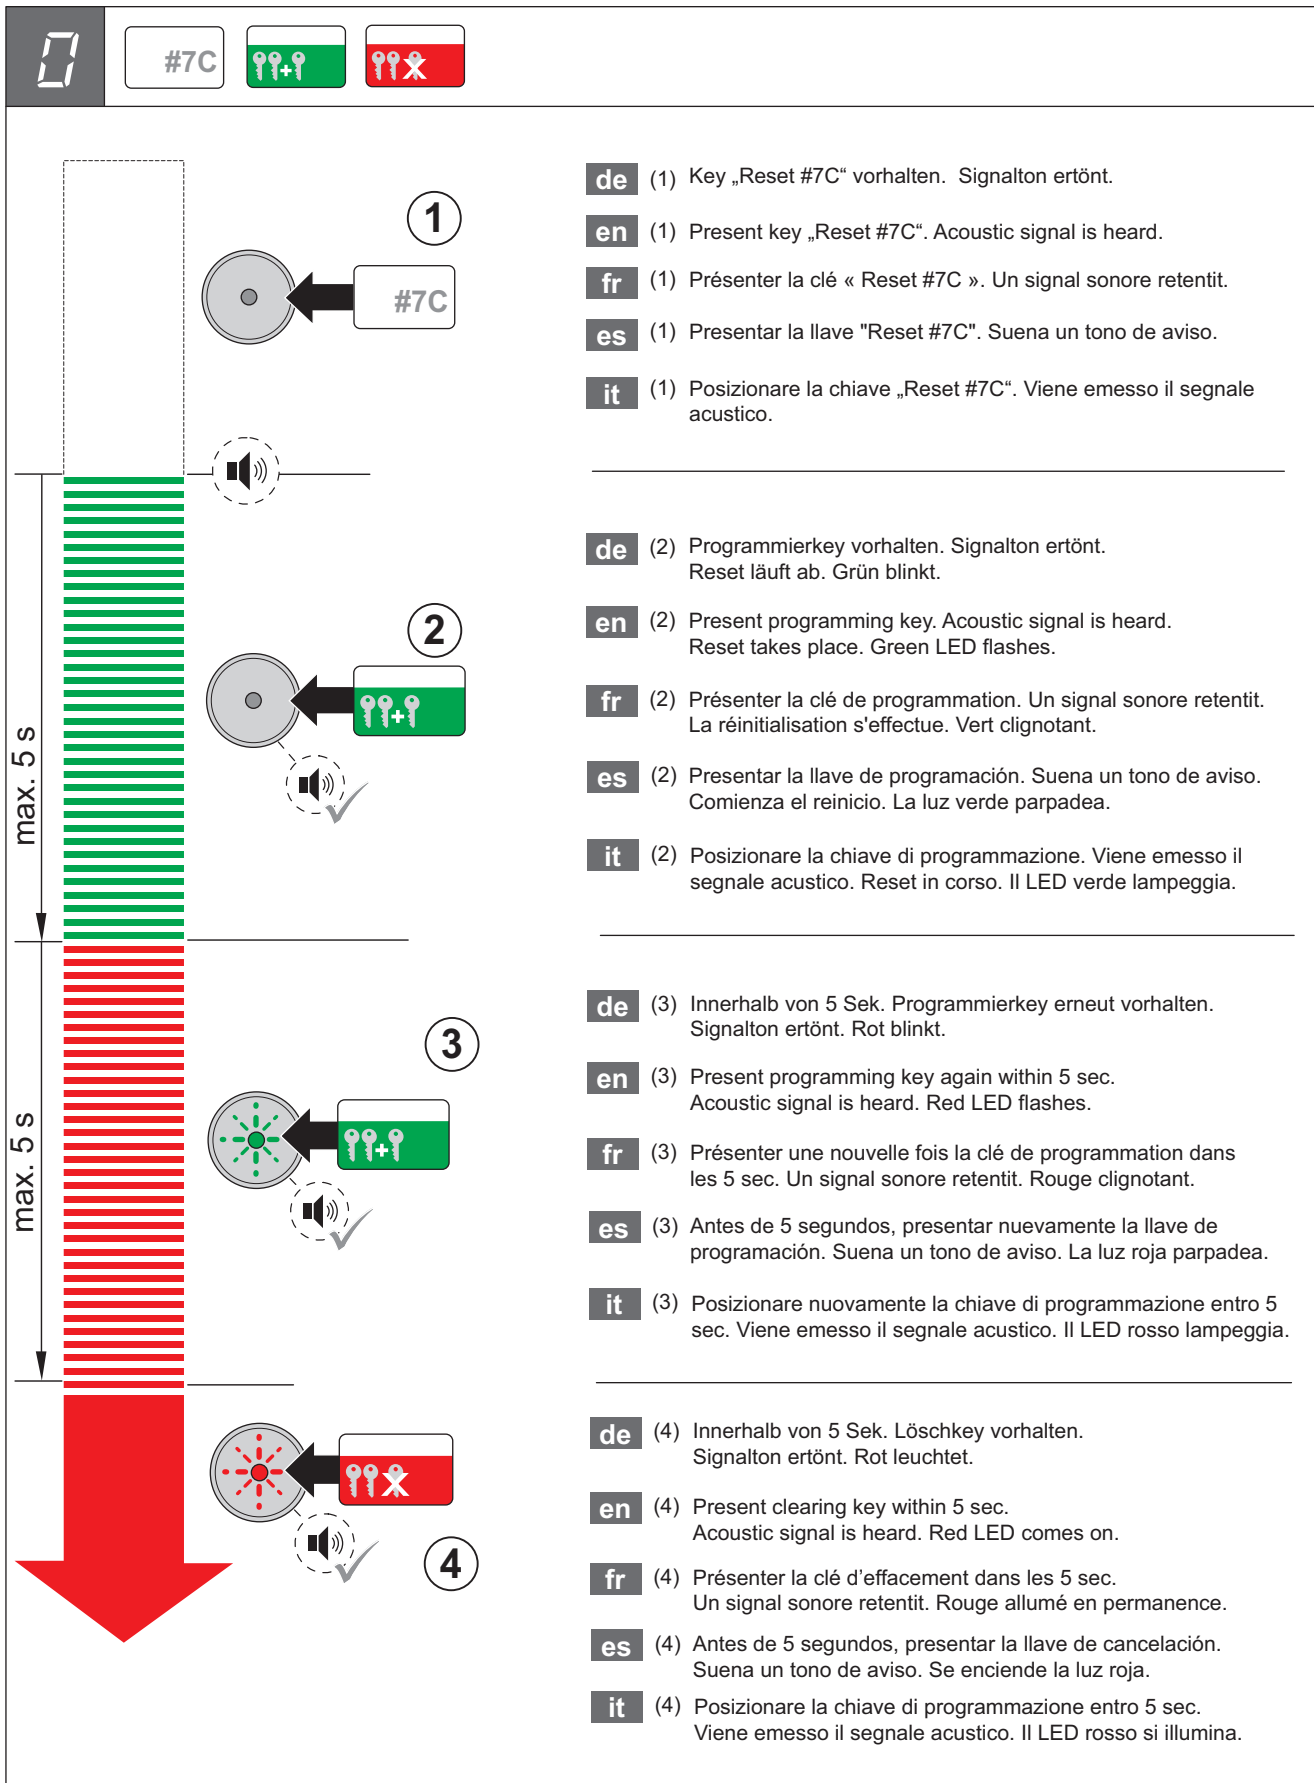 0 #7C
1
#7C
de (1) Key „Reset #7C“ vorhalten.  Signalton ertönt.
en (1) Present key „Reset #7C“. Acoustic signal is heard.
fr (1) Présenter la clé « Reset #7C ». Un signal sonore retentit.
es (1) Presentar la llave "Reset #7C". Suena un tono de aviso.
it (1) Posizionare la chiave „Reset #7C“. Viene emesso il segnale
acustico.
max. 5 s
2
de (2) Programmierkey vorhalten. Signalton ertönt.
Reset läuft ab. Grün blinkt.
en (2) Present programming key. Acoustic signal is heard.
Reset takes place. Green LED flashes.
fr (2) Présenter la clé de programmation. Un signal sonore retentit.
La réinitialisation s'effectue. Vert clignotant.
es (2) Presentar la llave de programación. Suena un tono de aviso.
Comienza el reinicio. La luz verde parpadea.
it (2) Posizionare la chiave di programmazione. Viene emesso il
segnale acustico. Reset in corso. Il LED verde lampeggia.
max. 5 s
3
de (3) Innerhalb von 5 Sek. Programmierkey erneut vorhalten.
Signalton ertönt. Rot blinkt.
en (3) Present programming key again within 5 sec.
Acoustic signal is heard. Red LED flashes.
fr (3) Présenter une nouvelle fois la clé de programmation dans
les 5 sec. Un signal sonore retentit. Rouge clignotant.
es (3) Antes de 5 segundos, presentar nuevamente la llave de
programación. Suena un tono de aviso. La luz roja parpadea.
it (3) Posizionare nuovamente la chiave di programmazione entro 5
sec. Viene emesso il segnale acustico. Il LED rosso lampeggia.
4
de (4) Innerhalb von 5 Sek. Löschkey vorhalten.
Signalton ertönt. Rot leuchtet.
en (4) Present clearing key within 5 sec.
Acoustic signal is heard. Red LED comes on.
fr (4) Présenter la clé d’effacement dans les 5 sec.
Un signal sonore retentit. Rouge allumé en permanence.
es (4) Antes de 5 segundos, presentar la llave de cancelación.
Suena un tono de aviso. Se enciende la luz roja.
it (4) Posizionare la chiave di programmazione entro 5 sec.
Viene emesso il segnale acustico. Il LED rosso si illumina.